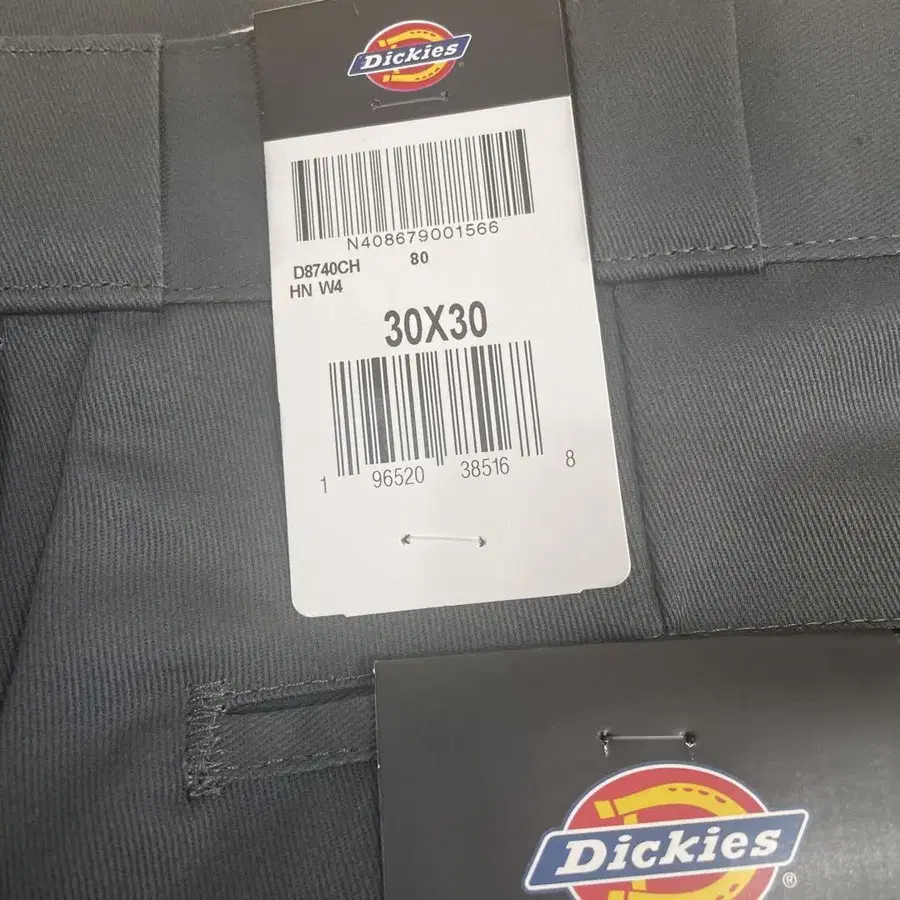 Dickies
N408679001566
D8740CH 80
HN W4
30X30
1 96520 38516 8
Dickies®